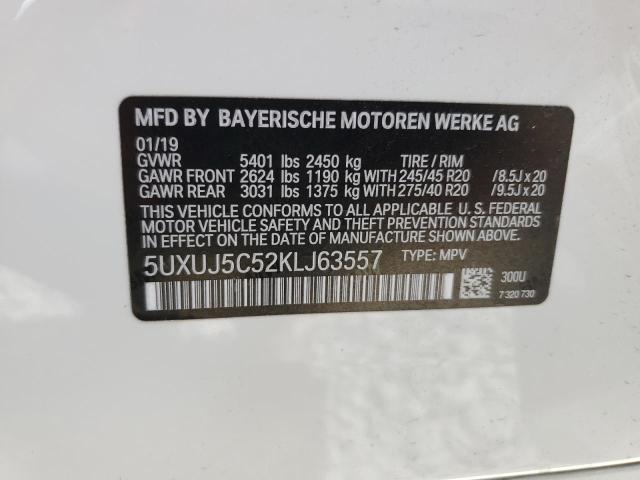 MFD BY BAYERISCHE MOTOREN WERKE AG
01/19
GVWR 5401 lbs 2450 kg TIRE / RIM
GAWR FRONT 2624 lbs 1190 kg WITH 245/45 R20 /8.5J x 20
GAWR REAR 3031 lbs 1375 kg WITH 275/40 R20 /9.5J x 20
THIS VEHICLE CONFORMS TO ALL APPLICABLE U. S. FEDERAL
MOTOR VEHICLE SAFETY AND THEFT PREVENTION STANDARDS
IN EFFECT ON THE DATE OF MANUFACTURE SHOWN ABOVE.
5UXUJ5C52KLJ63557 TYPE: MPV
300U
7 320 730